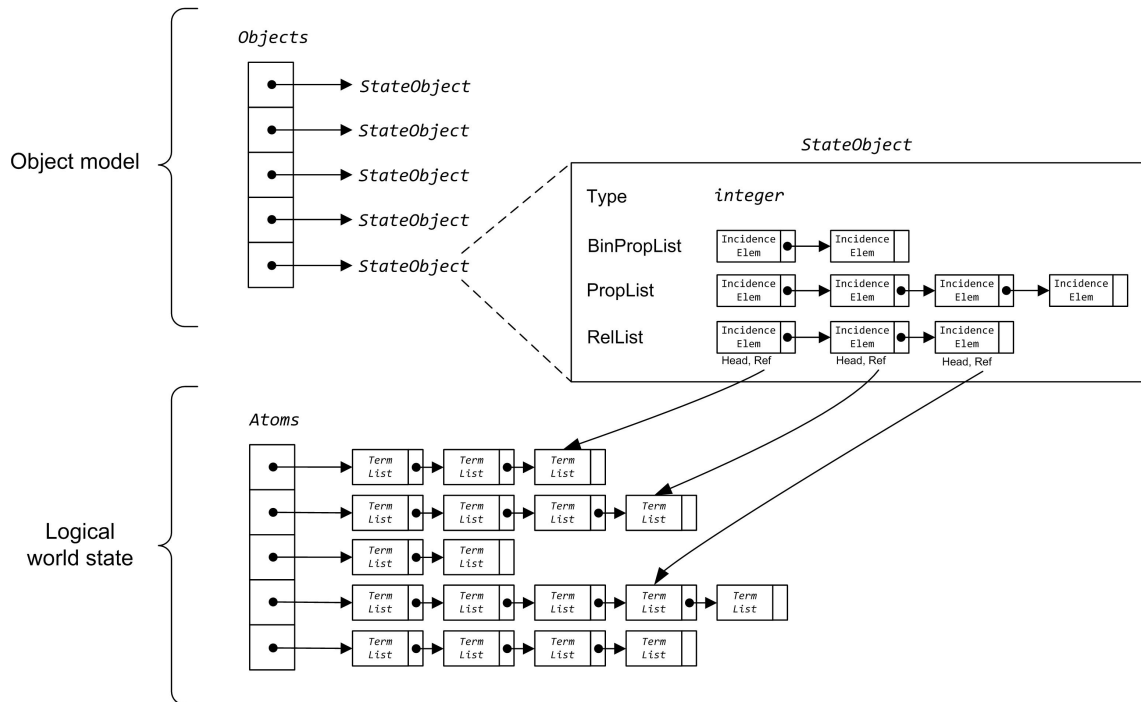 Objects
StateObject
StateObject
StateObject
StateObject
StateObject
Object model
StateObject
Type integer
BinPropList Incidence Elem Incidence Elem
PropList Incidence Elem Incidence Elem Incidence Elem Incidence Elem
RelList Incidence Elem Incidence Elem Incidence Elem
Head, Ref Head, Ref Head, Ref
Atoms
Logical
world state
Term List Term List Term List
Term List Term List Term List Term List
Term List Term List
Term List Term List Term List Term List Term List
Term List Term List Term List Term List